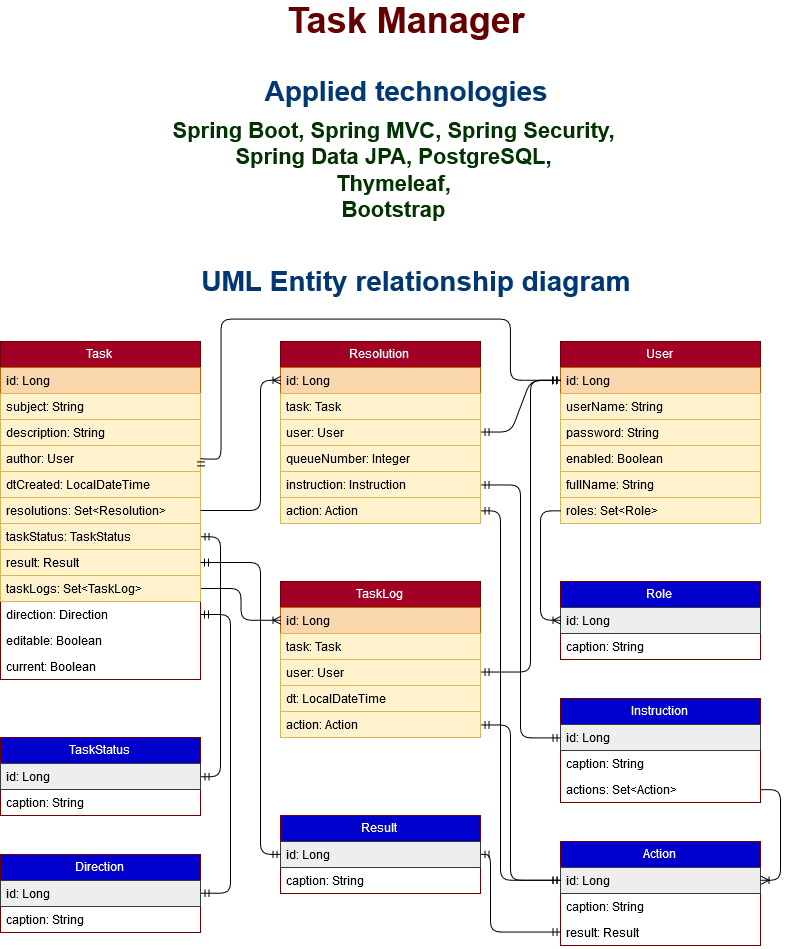 Task Manager
Applied technologies
Spring Boot, Spring MVC, Spring Security,
Spring Data JPA, PostgreSQL,
Thymeleaf,
Bootstrap
UML Entity relationship diagram
Task
id: Long
subject: String
description: String
author: User
dtCreated: LocalDateTime
resolutions: Set<Resolution>
taskStatus: TaskStatus
result: Result
taskLogs: Set<TaskLog>
direction: Direction
editable: Boolean
current: Boolean
Resolution
id: Long
task: Task
user: User
queueNumber: Integer
instruction: Instruction
action: Action
User
id: Long
userName: String
password: String
enabled: Boolean
fullName: String
roles: Set<Role>
TaskLog
id: Long
task: Task
user: User
dt: LocalDateTime
action: Action
Role
id: Long
caption: String
Instruction
id: Long
caption: String
actions: Set<Action>
TaskStatus
id: Long
caption: String
Result
id: Long
caption: String
Direction
id: Long
caption: String
Action
id: Long
caption: String
result: Result